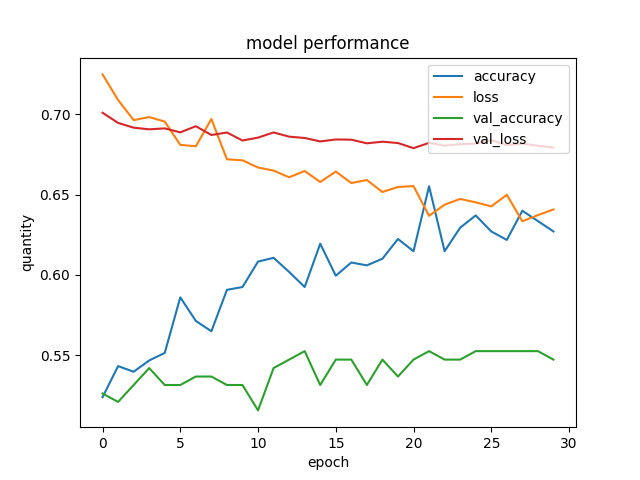 model performance
accuracy
loss
val_accuracy
val_loss
0.70
0.65
0.60
0.55
quantity
0 5 10 15 20 25 30
epoch